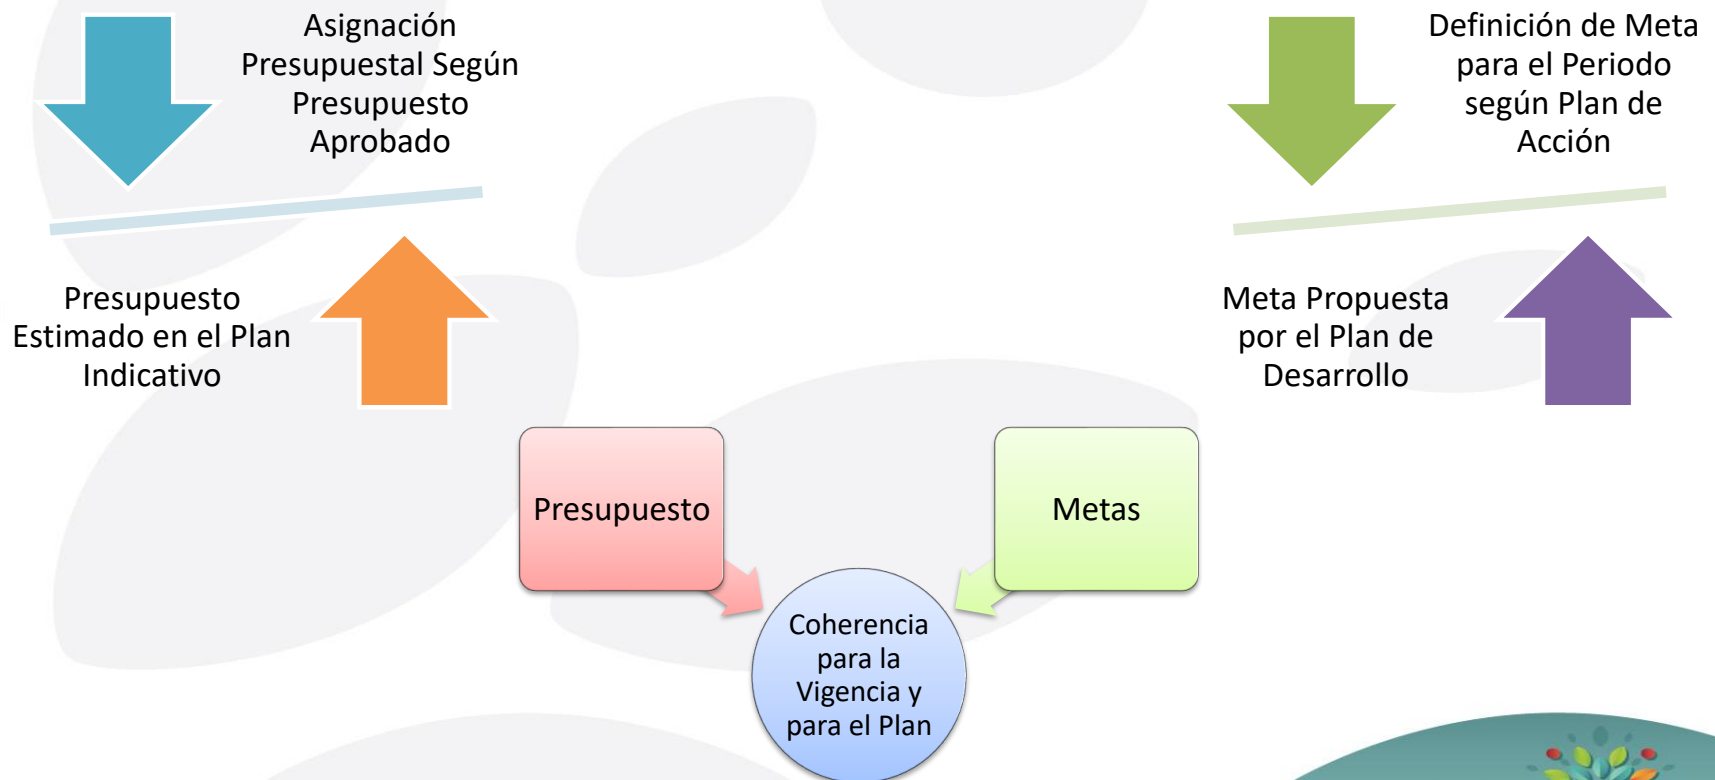 Asignación
Presupuestal Según
Presupuesto
Aprobado
Presupuesto
Estimado en el Plan
Indicativo
Definición de Meta
para el Periodo
según Plan de
Acción
Meta Propuesta
por el Plan de
Desarrollo
Presupuesto
Metas
Coherencia
para la
Vigencia y
para el Plan